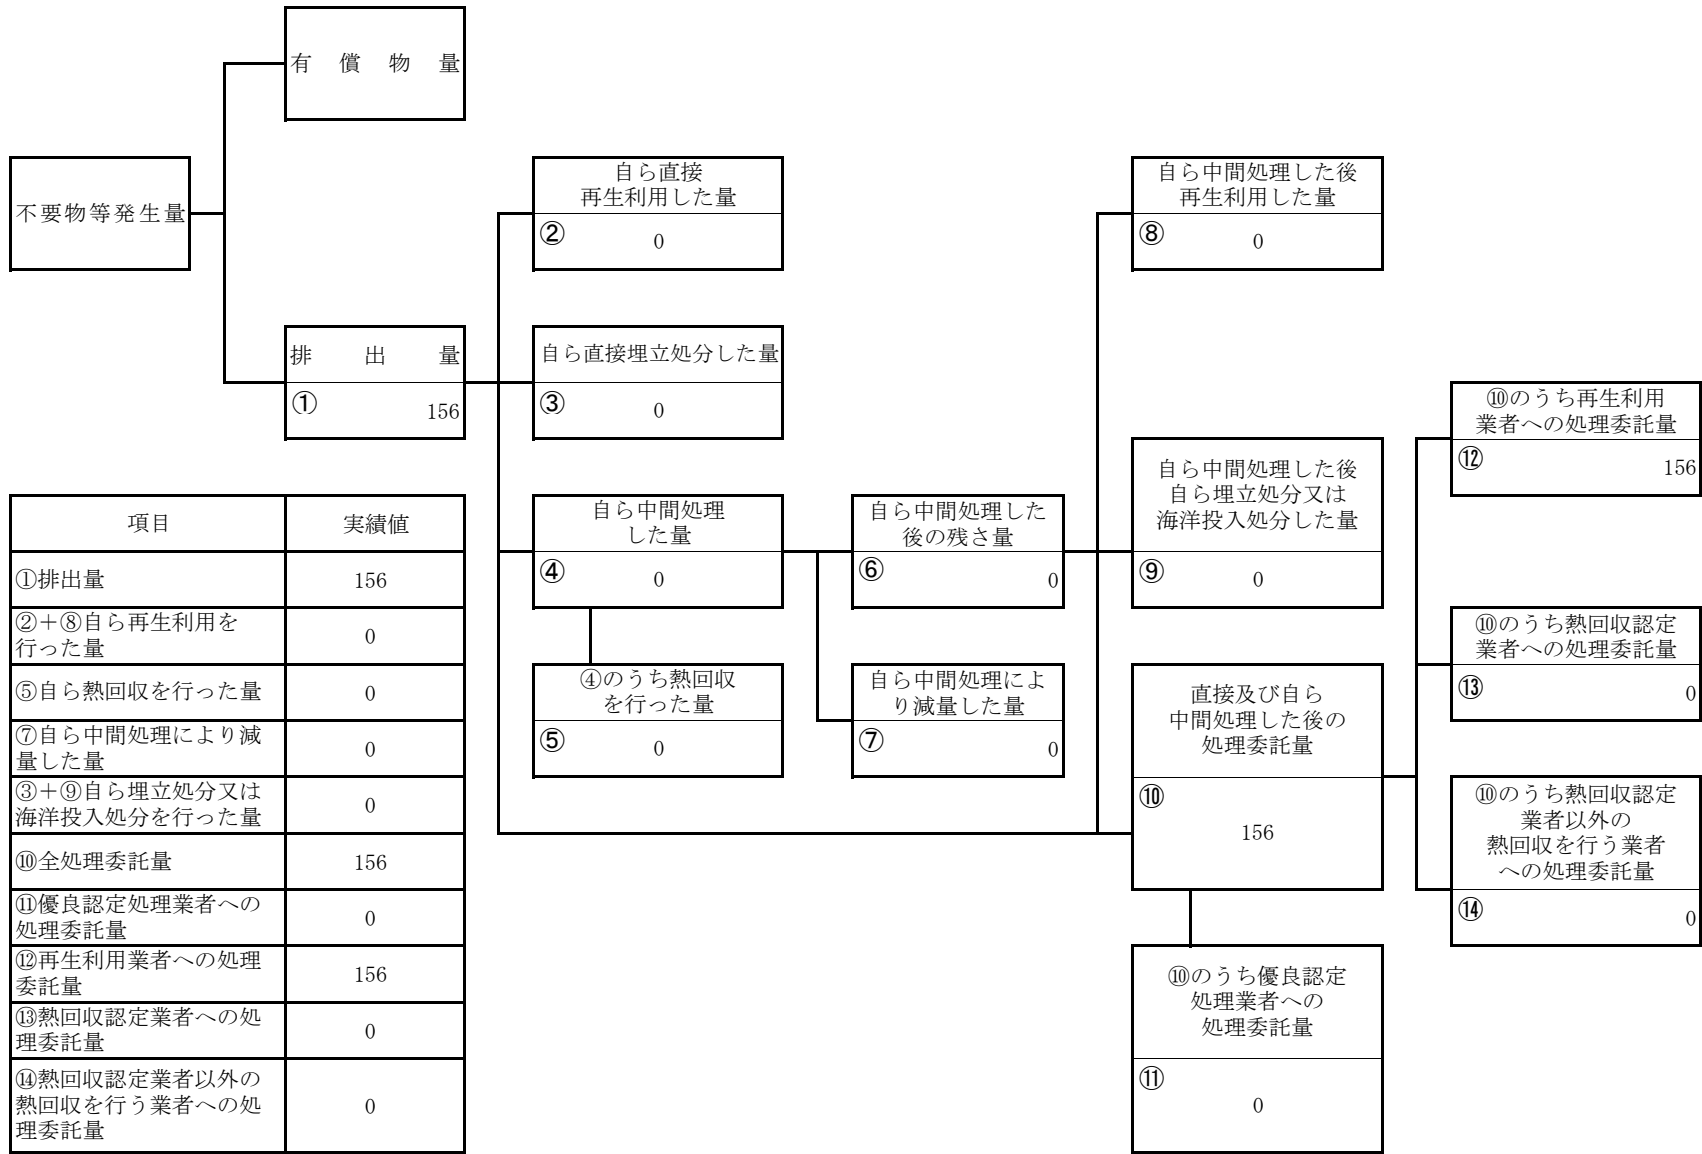 有償物量
不要物等発生量
自ら直接
再生利用した量
② 0
自ら中間処理した後
再生利用した量
⑧ 0
排出量
① 156
自ら直接埋立処分した量
③ 0
⑩のうち再生利用
業者への処理委託量
⑫ 156
自ら中間処理
した量
④ 0
自ら中間処理した
後の残さ量
⑥ 0
自ら中間処理した後
自ら埋立処分又は
海洋投入処分した量
⑨ 0
⑩のうち熱回収認定
業者への処理委託量
⑬ 0
④のうち熱回収
を行った量
⑤ 0
自ら中間処理によ
り減量した量
⑦ 0
直接及び自ら
中間処理した後の
処理委託量
⑩
156
⑩のうち熱回収認定
業者以外の
熱回収を行う業者
への処理委託量
⑭ 0
⑩のうち優良認定
処理業者への
処理委託量
⑪
0
項目 実績値
①排出量 156
②＋⑧自ら再生利用を
行った量 0
⑤自ら熱回収を行った量 0
⑦自ら中間処理により減
量した量 0
③＋⑨自ら埋立処分又は
海洋投入処分を行った量 0
⑩全処理委託量 156
⑪優良認定処理業者への
処理委託量 0
⑫再生利用業者への処理
委託量 156
⑬熱回収認定業者への処
理委託量 0
⑭熱回収認定業者以外の
熱回収を行う業者への処 0
理委託量